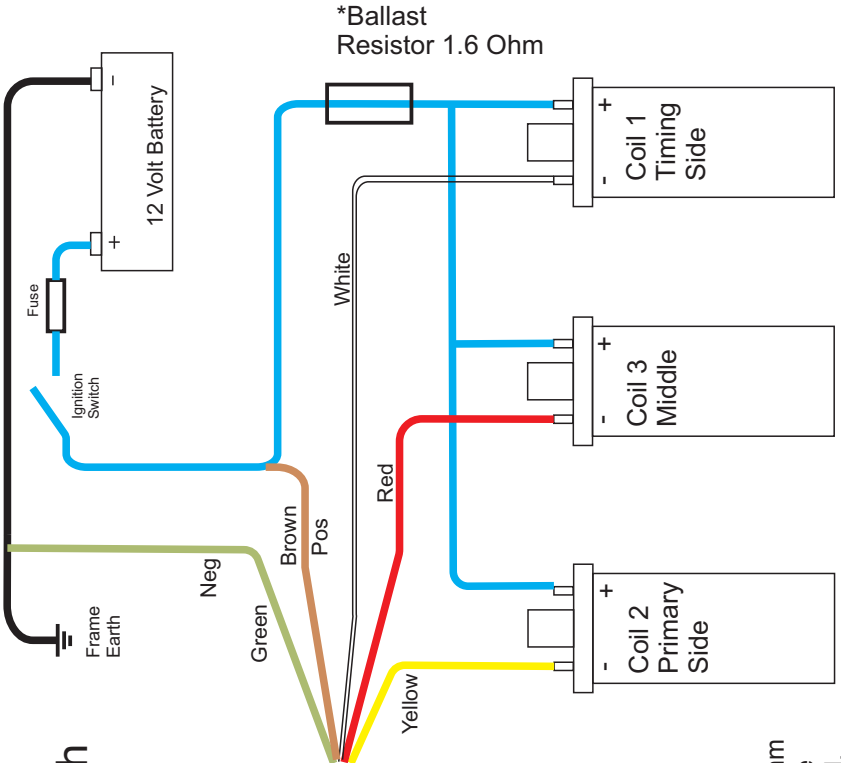 *Ballast
Resistor 1.6 Ohm
-
12 Volt Battery
+
Fuse
Ignition
Switch
White
Brown
Pos
Red
Neg
Green
Frame
Earth
Yellow
+
-
Coil 1
Timing
Side
+
-
Coil 3
Middle
+
-
Coil 2
Primary
Side